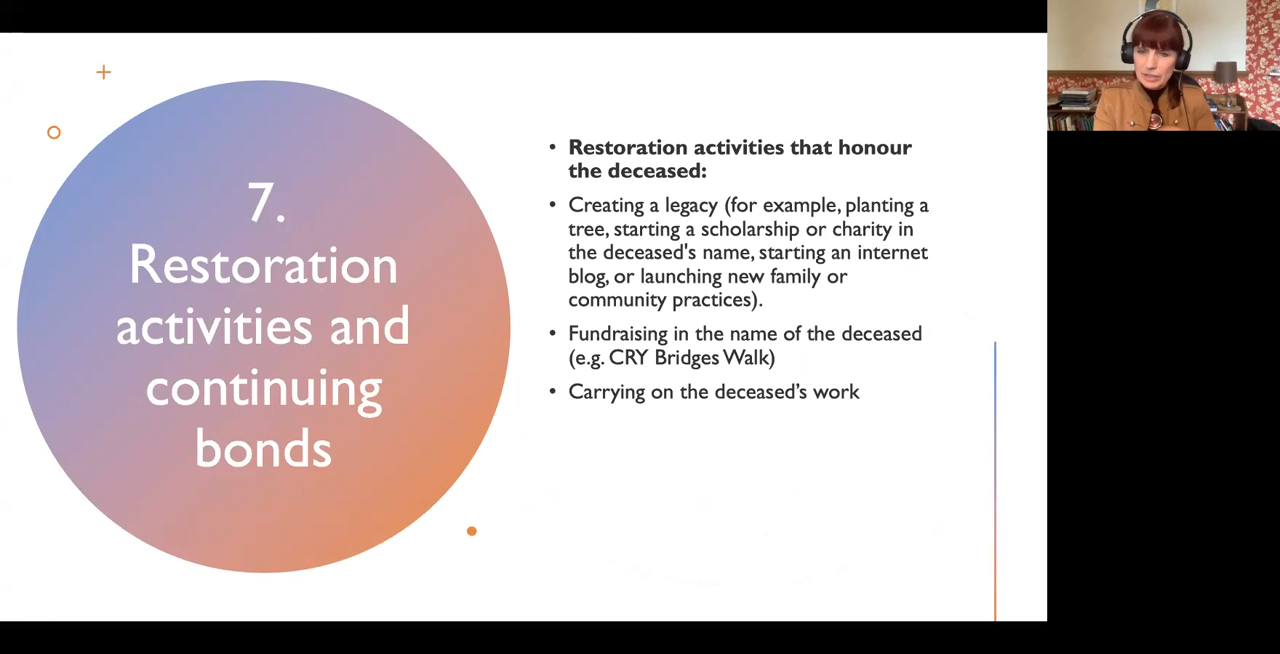 7.
Restoration
activities and
continuing
bonds
• Restoration activities that honour
the deceased:
• Creating a legacy (for example, planting a
tree, starting a scholarship or charity in
the deceased's name, starting an internet
blog, or launching new family or
community practices).
• Fundraising in the name of the deceased
(e.g. CRY Bridges Walk)
• Carrying on the deceased’s work